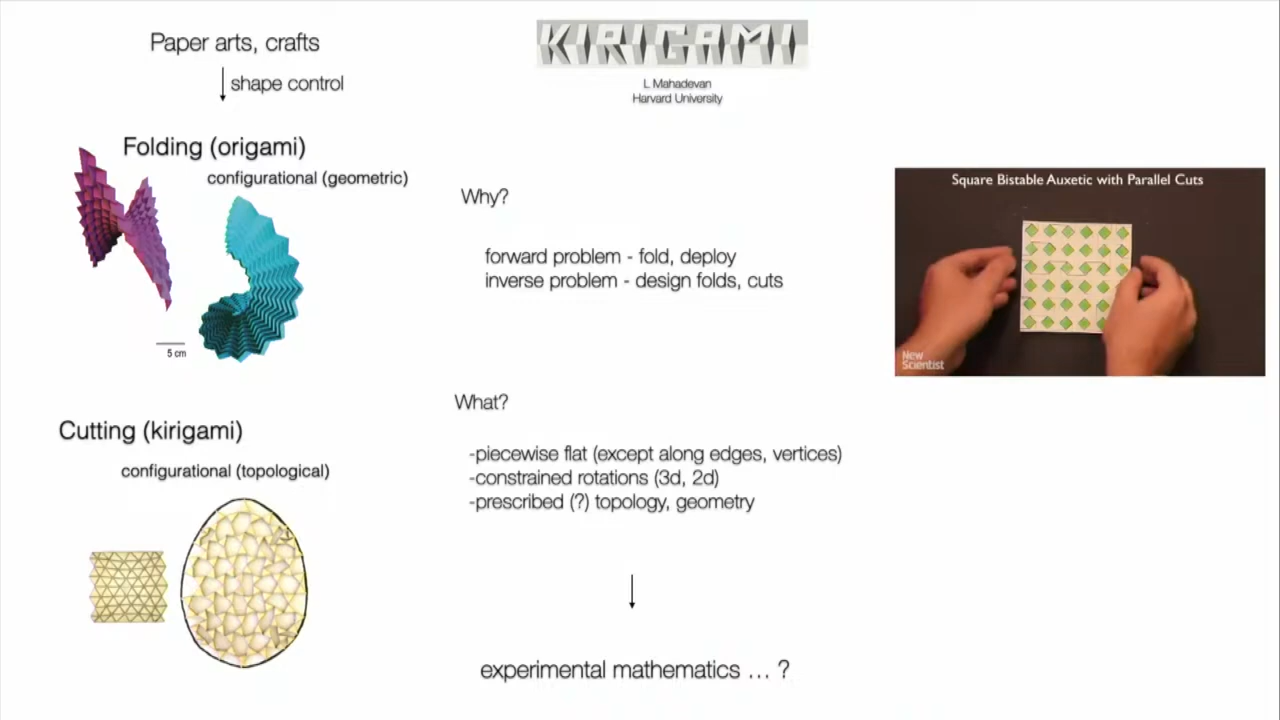 Paper arts, crafts
shape control
Folding (origami)
configurational (geometric)
5 cm
Cutting (kirigami)
configurational (topological)
KIRIGAMI
L Mahadevan
Harvard University
Why?
forward problem - fold, deploy
inverse problem - design folds, cuts
What?
-piecewise flat (except along edges, vertices)
-constrained rotations (3d, 2d)
-prescribed (?) topology, geometry
experimental mathematics ... ?
Square Bistable Auxetic with Parallel Cuts
New
Scientist